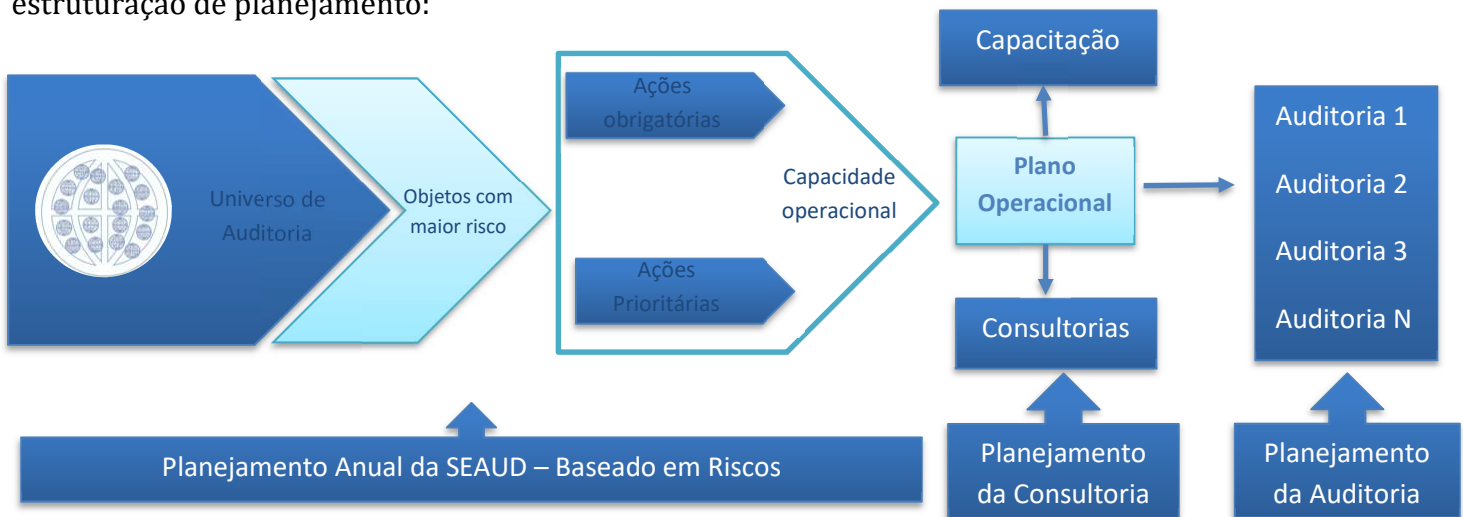 estruturação de planejamento:
Universo de
Auditoria
Objetos com
maior risco
Ações
obrigatórias
Ações
Prioritárias
Capacidade
operacional
Capacitação
Plano
Operacional
Consultorias
Auditoria 1
Auditoria 2
Auditoria 3
Auditoria N
Planejamento Anual da SEAUD – Baseado em Riscos
Planejamento
da Consultoria
Planejamento
da Auditoria